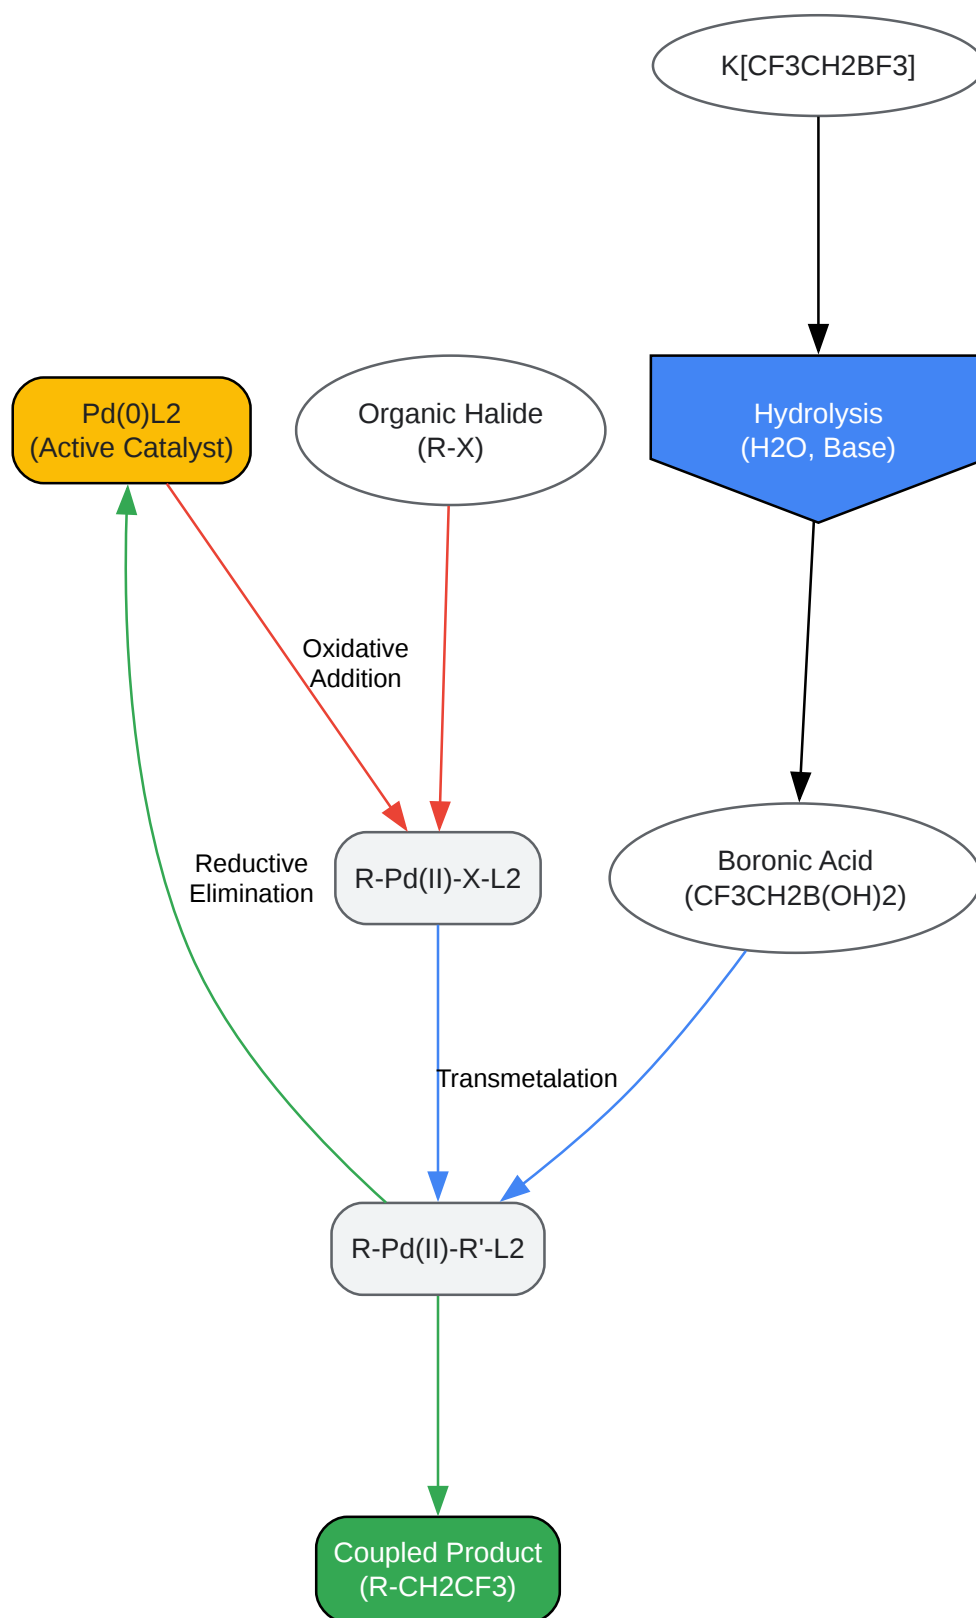 K[CF3CH2BF3]
Pd(0)L2
(Active Catalyst)
Organic Halide
(R-X)
Hydrolysis
(H2O, Base)
Oxidative
Addition
Reductive
Elimination
R-Pd(II)-X-L2
Boronic Acid
(CF3CH2B(OH)2)
Transmetalation
R-Pd(II)-R'-L2
Coupled Product
(R-CH2CF3)